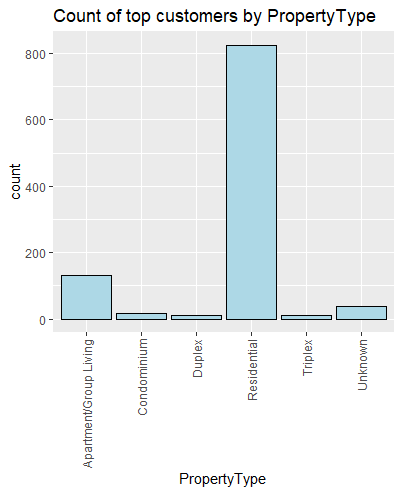 Count of top customers by PropertyType
count
800
600
400
200
0
Apartment/Group Living
Condominium
Duplex
Residential
Triplex
Unknown
PropertyType